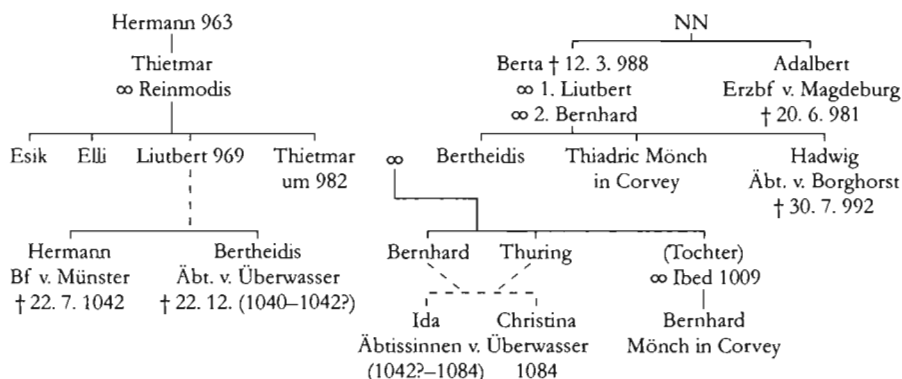 Hermann 963
NN
Thietmar
∞ Reinmodis
Berta † 12. 3. 988
∞ 1. Liutbert
∞ 2. Bernhard
Adalbert
Erzbf v. Magdeburg
† 20. 6. 981
Esik
Elli
Liutbert 969
Thietmar
um 982
∞
Bertheidis
Thiadric Mönch
in Corvey
Hadwig
Äbt. v. Borghorst
† 30. 7. 992
Hermann
Bf v. Münster
† 22. 7. 1042
Bertheidis
Äbt. v. Überwasser
† 22. 12. (1040–1042?)
Bernhard
Thuring
(Tochter)
∞ Ibed 1009
Ida
Christina
Äbtissinnen v. Überwasser
(1042?–1084)
1084
Bernhard
Mönch in Corvey